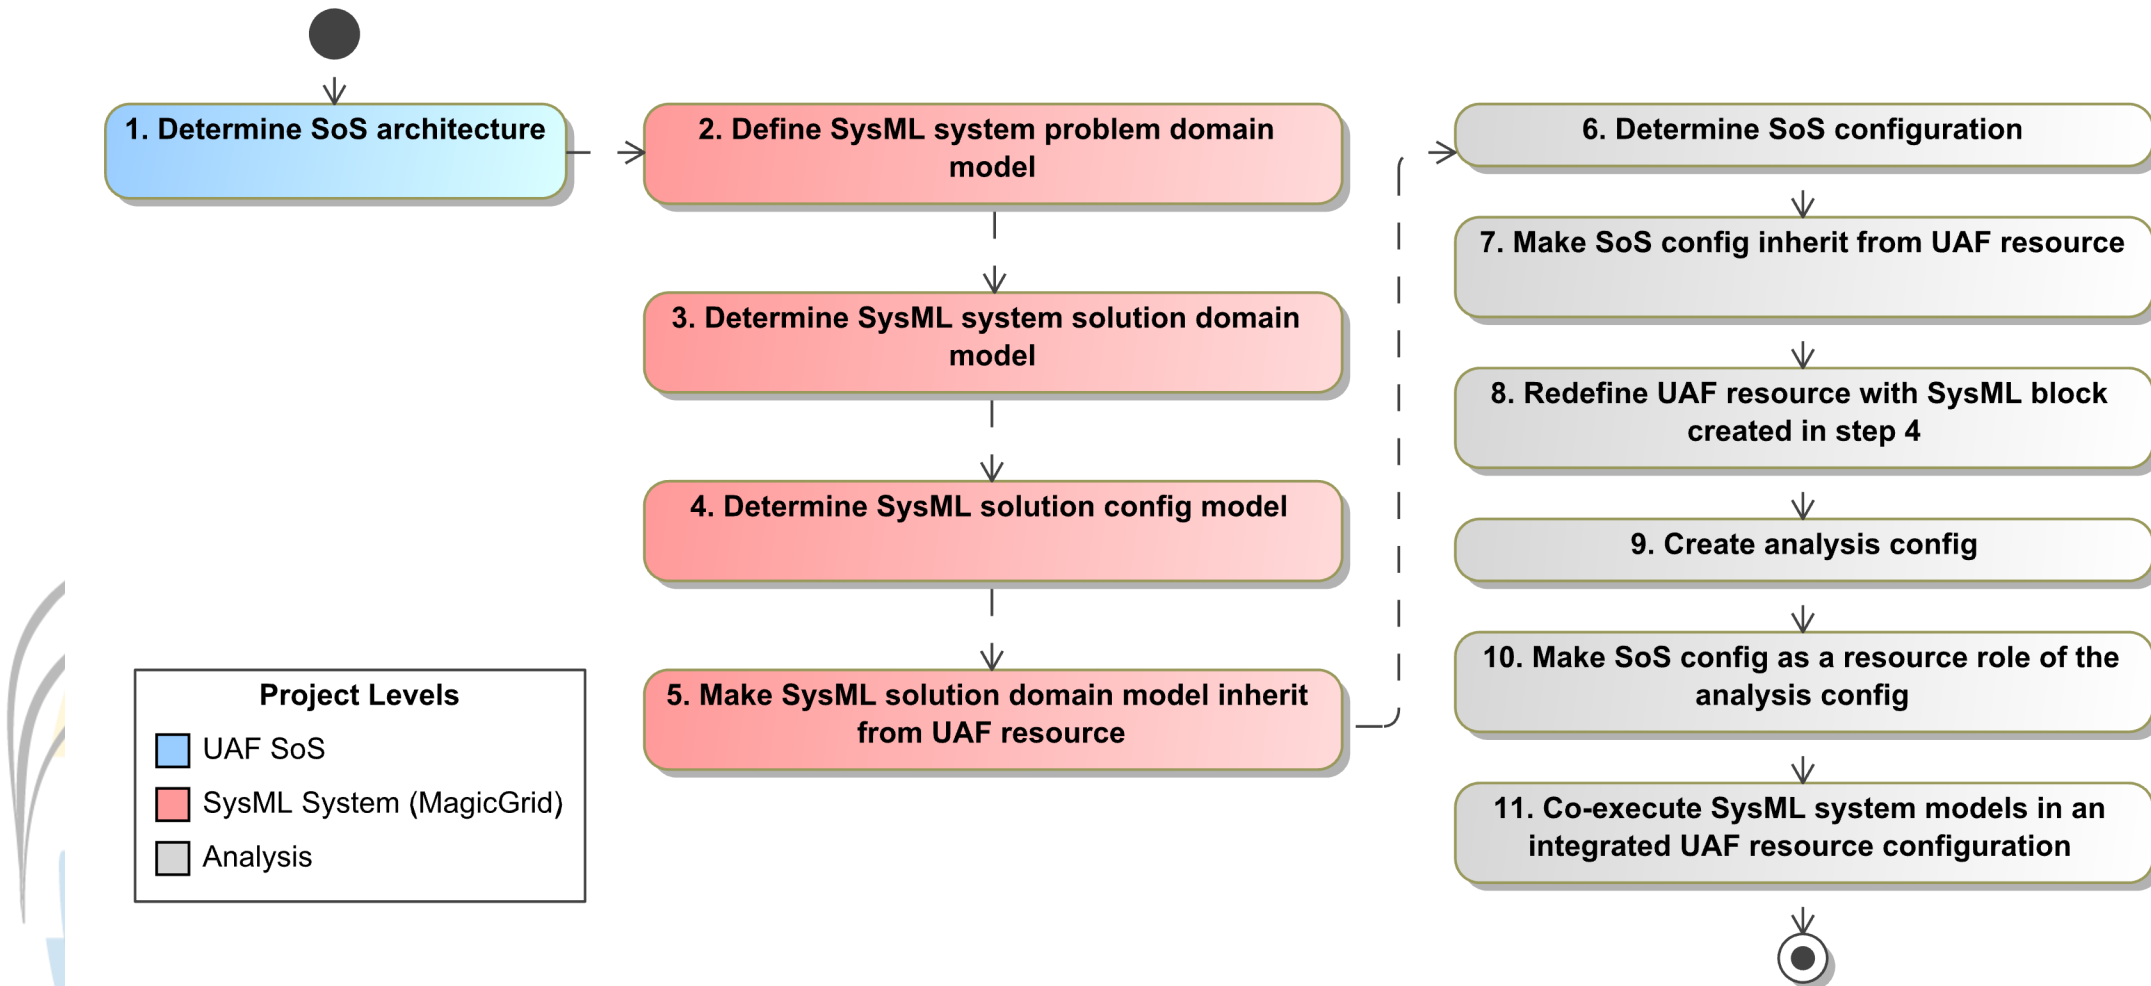 1. Determine SoS architecture
2. Define SysML system problem domain
model
3. Determine SysML system solution domain
model
4. Determine SysML solution config model
5. Make SysML solution domain model inherit
from UAF resource
6. Determine SoS configuration
7. Make SoS config inherit from UAF resource
8. Redefine UAF resource with SysML block
created in step 4
9. Create analysis config
10. Make SoS config as a resource role of the
analysis config
11. Co-execute SysML system models in an
integrated UAF resource configuration
Project Levels
UAF SoS
SysML System (MagicGrid)
Analysis